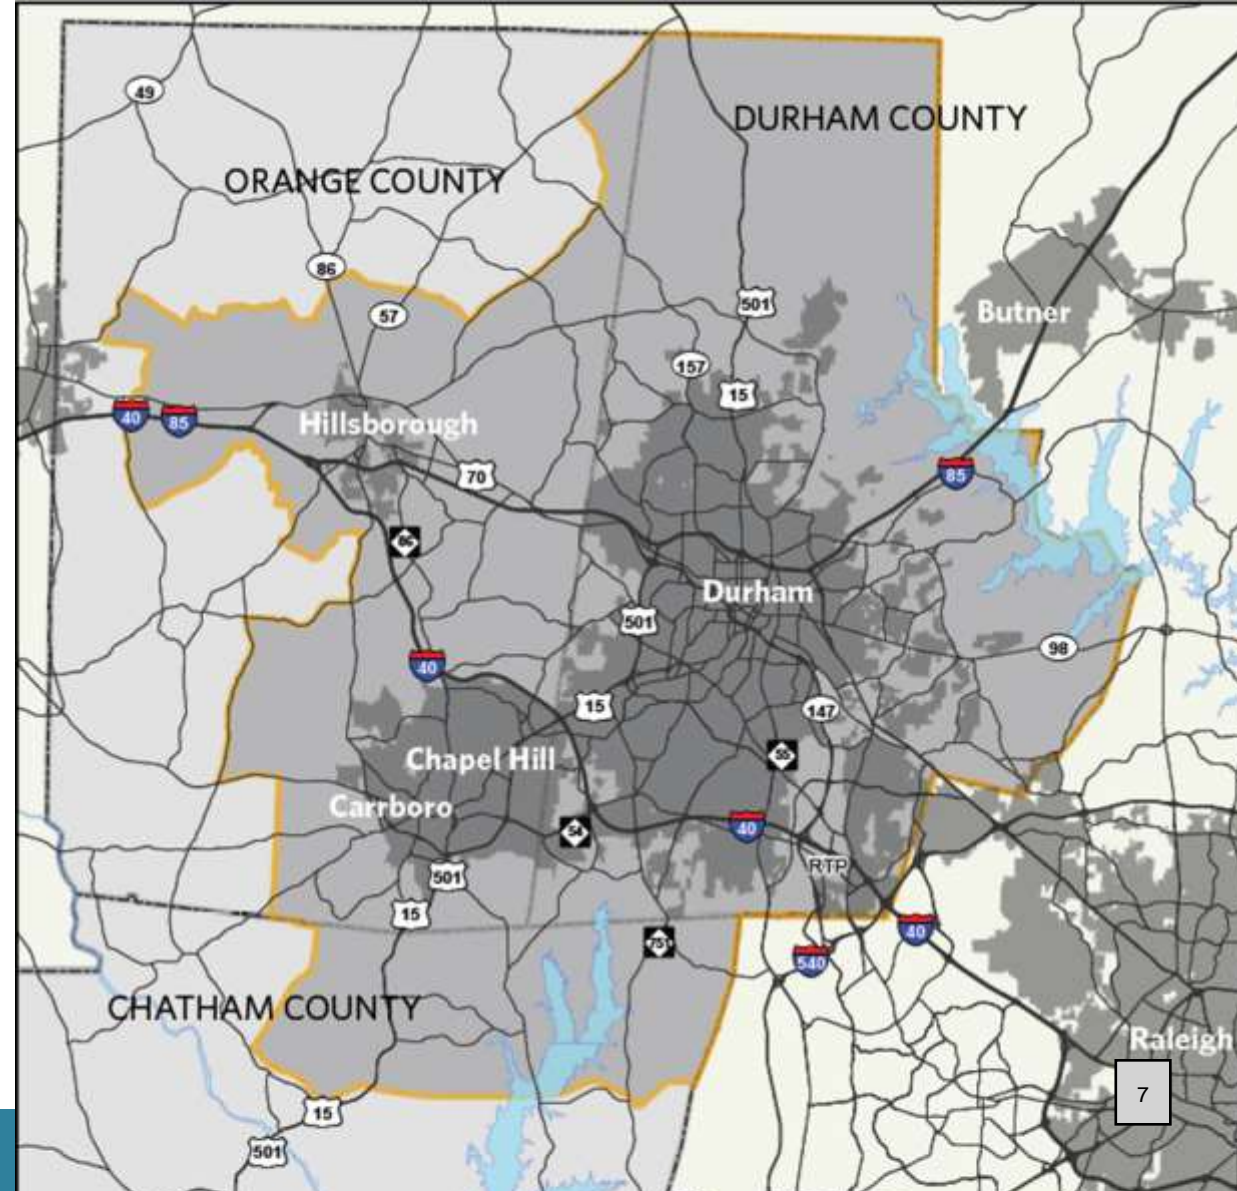 49
DURHAM COUNTY
ORANGE COUNTY
86
57
501
Butner
157
15
40
85
Hillsborough
70
85
86
Durham
501
98
40
15
147
55
Chapel Hill
Carrboro
40
54
RTP
501
15
40
751
540
CHATHAM COUNTY
Raleigh
7
15
501